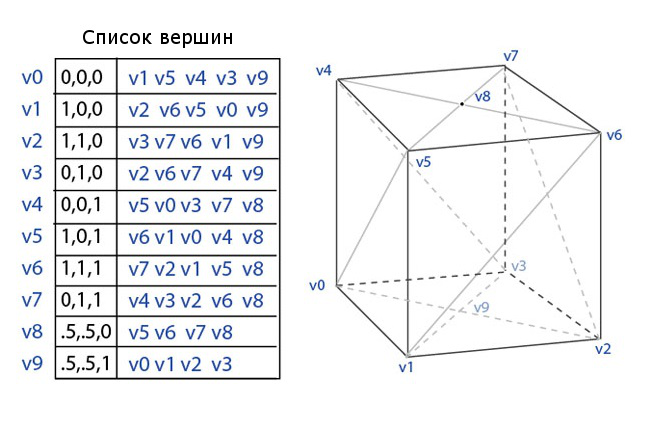 Список вершин
v0 0,0,0 v1 v5 v4 v3 v9
v1 1,0,0 v2 v6 v5 v0 v9
v2 1,1,0 v3 v7 v6 v1 v9
v3 0,1,0 v2 v6 v7 v4 v9
v4 0,0,1 v5 v0 v3 v7 v8
v5 1,0,1 v6 v1 v0 v4 v8
v6 1,1,1 v7 v2 v1 v5 v8
v7 0,1,1 v4 v3 v2 v6 v8
v8 .5,.5,0 v5 v6 v7 v8
v9 .5,.5,1 v0 v1 v2 v3
v7
v4
v8
v6
v5
v3
v0
v9
v2
v1